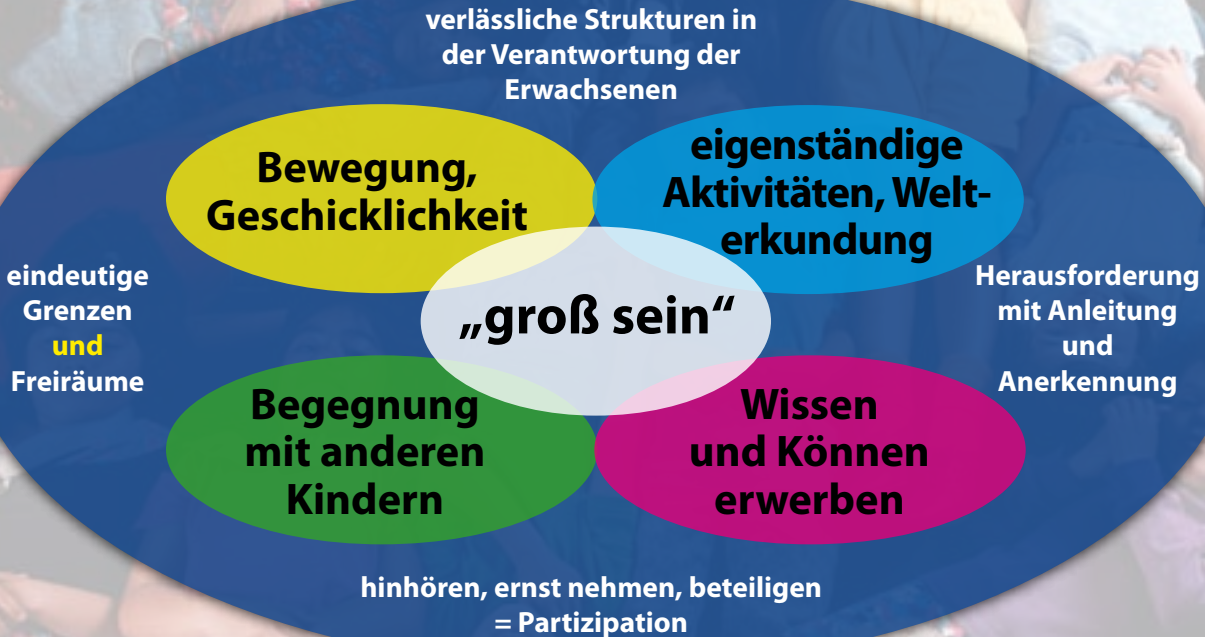 verlässliche Strukturen in
der Verantwortung der
Erwachsenen
Bewegung,
Geschicklichkeit
eigenständige
Aktivitäten, Welt-
erkundung
eindeutige
Grenzen
und
Freiräume
„groß sein“
Herausforderung
mit Anleitung
und
Anerkennung
Begegnung
mit anderen
Kindern
Wissen
und Können
erwerben
hinhören, ernst nehmen, beteiligen
= Partizipation